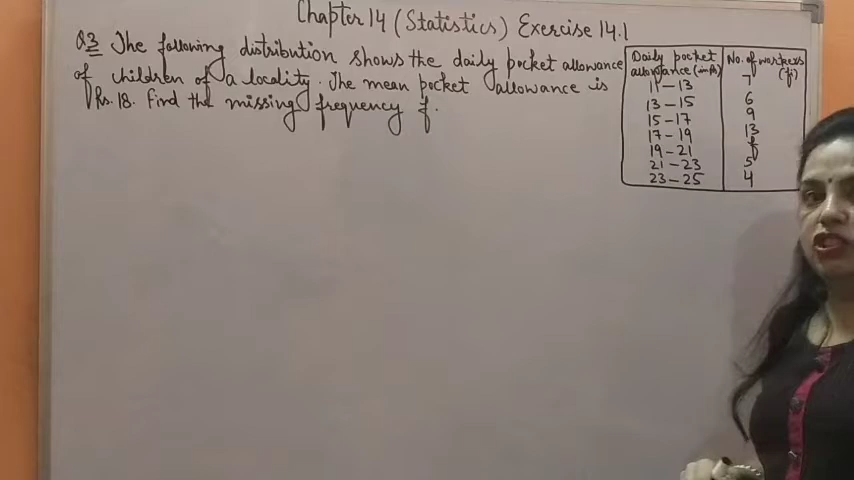 Chapter 14 (Statistics) Exercise 14.1
Q3 The following distribution shows the daily pocket allowance
of children of a locality. The mean pocket allowance is
Rs. 18. Find the missing frequency f.
Daily pocket No. of workers
allowance (in Rs) (fi)
11 – 13 7
13 – 15 6
15 – 17 9
17 – 19 13
19 – 21 f
21 – 23 5
23 – 25 4